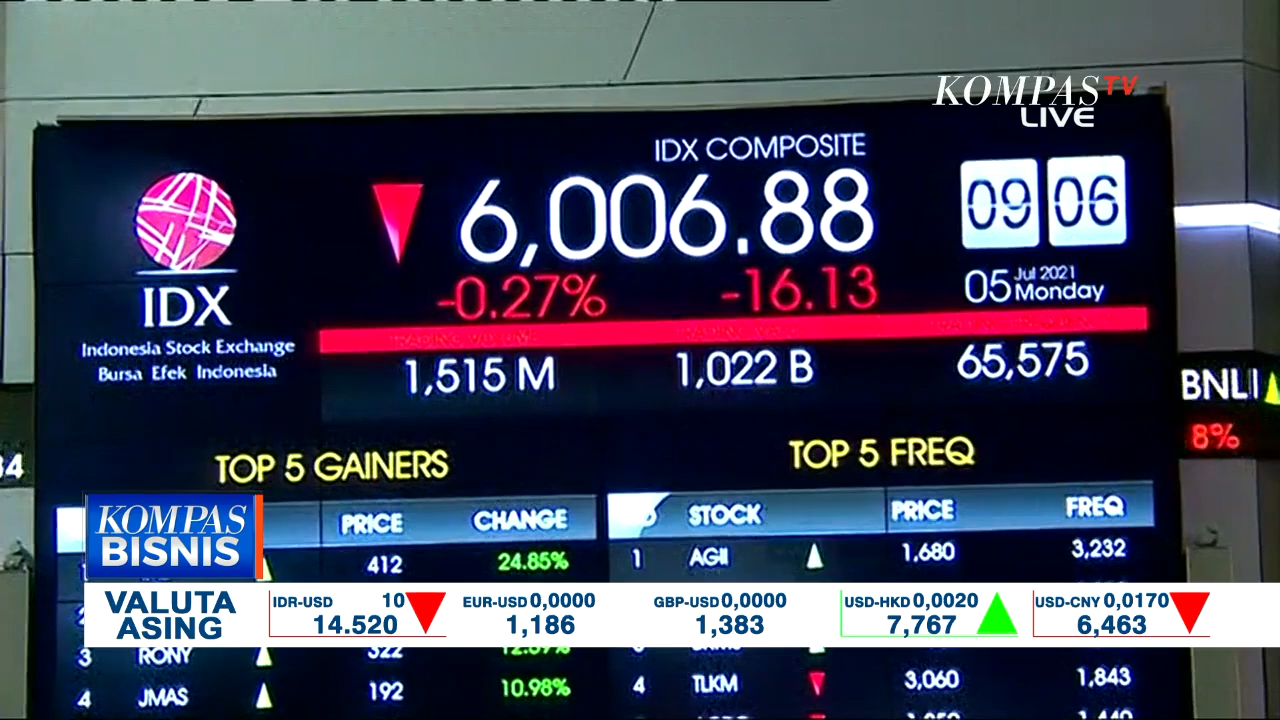 KOMPAS TV
LIVE
IDX COMPOSITE
6,006.88
-0.27% -16.13
09 06
05 Jul 2021
Monday
IDX
Indonesia Stock Exchange
Bursa Efek Indonesia
1,515 M 1,022 B 65,575
BNLI
8%
TOP 5 GAINERS
PRICE CHANGE
412 24.85%
3 RONY 322
4 JMAS 192 10.98%
TOP 5 FREQ
STOCK PRICE FREQ
1 AGII 1,680 3,232
4 TLKM 3,060 1,843
KOMPAS
BISNIS
VALUTA
ASING
IDR-USD 10
14.520
EUR-USD 0,0000
1,186
GBP-USD 0,0000
1,383
USD-HKD 0,0020
7,767
USD-CNY 0,0170
6,463